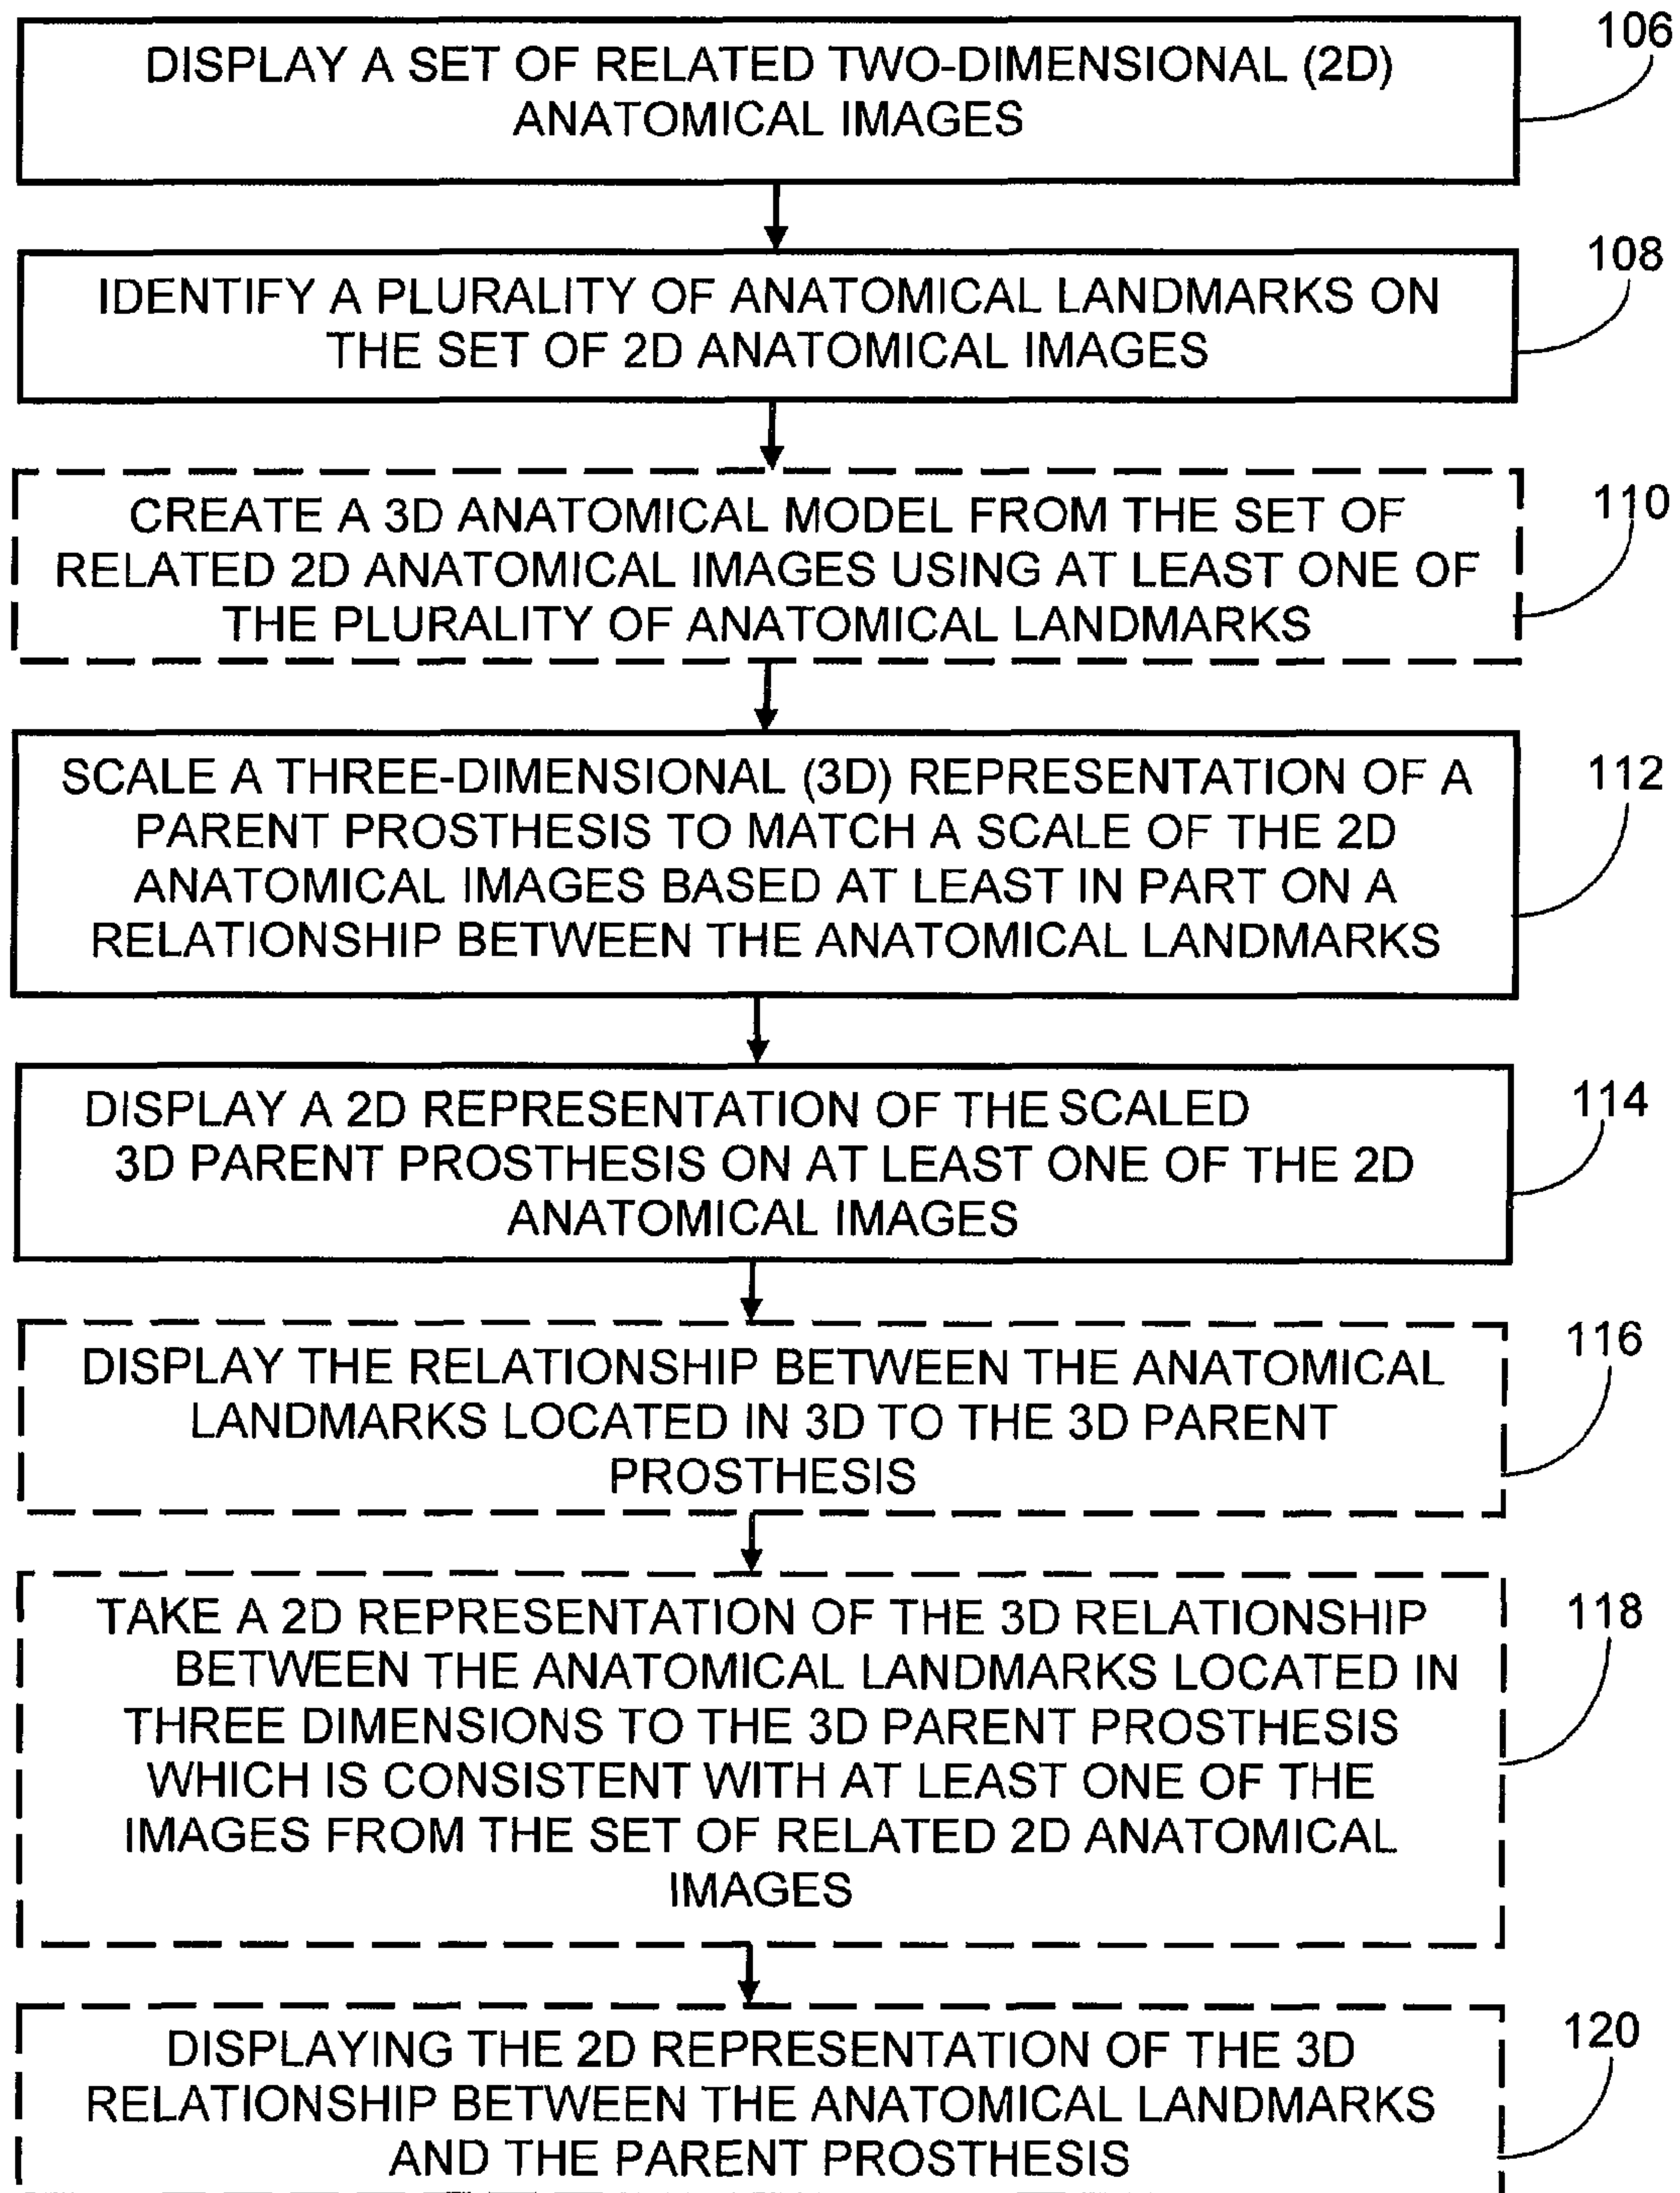 106
DISPLAY A SET OF RELATED TWO-DIMENSIONAL (2D)
ANATOMICAL IMAGES
108
IDENTIFY A PLURALITY OF ANATOMICAL LANDMARKS ON
THE SET OF 2D ANATOMICAL IMAGES
110
CREATE A 3D ANATOMICAL MODEL FROM THE SET OF
RELATED 2D ANATOMICAL IMAGES USING AT LEAST ONE OF
THE PLURALITY OF ANATOMICAL LANDMARKS
112
SCALE A THREE-DIMENSIONAL (3D) REPRESENTATION OF A
PARENT PROSTHESIS TO MATCH A SCALE OF THE 2D
ANATOMICAL IMAGES BASED AT LEAST IN PART ON A
RELATIONSHIP BETWEEN THE ANATOMICAL LANDMARKS
114
DISPLAY A 2D REPRESENTATION OF THE SCALED
3D PARENT PROSTHESIS ON AT LEAST ONE OF THE 2D
ANATOMICAL IMAGES
116
DISPLAY THE RELATIONSHIP BETWEEN THE ANATOMICAL
LANDMARKS LOCATED IN 3D TO THE 3D PARENT
PROSTHESIS
118
TAKE A 2D REPRESENTATION OF THE 3D RELATIONSHIP
BETWEEN THE ANATOMICAL LANDMARKS LOCATED IN
THREE DIMENSIONS TO THE 3D PARENT PROSTHESIS
WHICH IS CONSISTENT WITH AT LEAST ONE OF THE
IMAGES FROM THE SET OF RELATED 2D ANATOMICAL
IMAGES
120
DISPLAYING THE 2D REPRESENTATION OF THE 3D
RELATIONSHIP BETWEEN THE ANATOMICAL LANDMARKS
AND THE PARENT PROSTHESIS